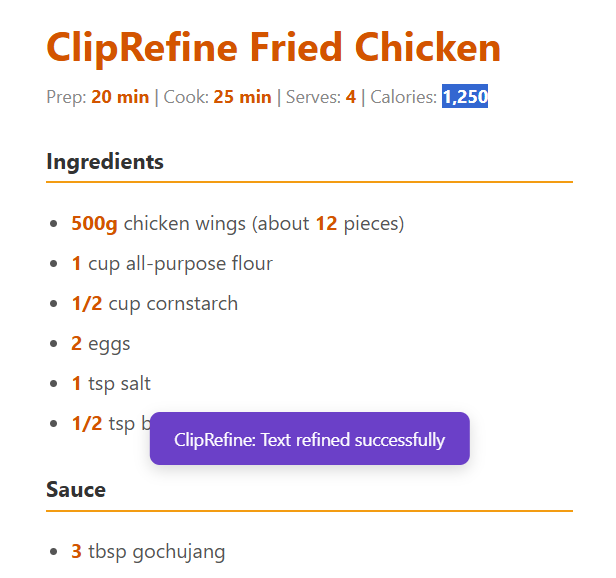 ClipRefine Fried Chicken
Prep: 20 min | Cook: 25 min | Serves: 4 | Calories: 1,250
Ingredients
500g chicken wings (about 12 pieces)
1 cup all-purpose flour
1/2 cup cornstarch
2 eggs
1 tsp salt
1/2 tsp
ClipRefine: Text refined successfully
Sauce
3 tbsp gochujang